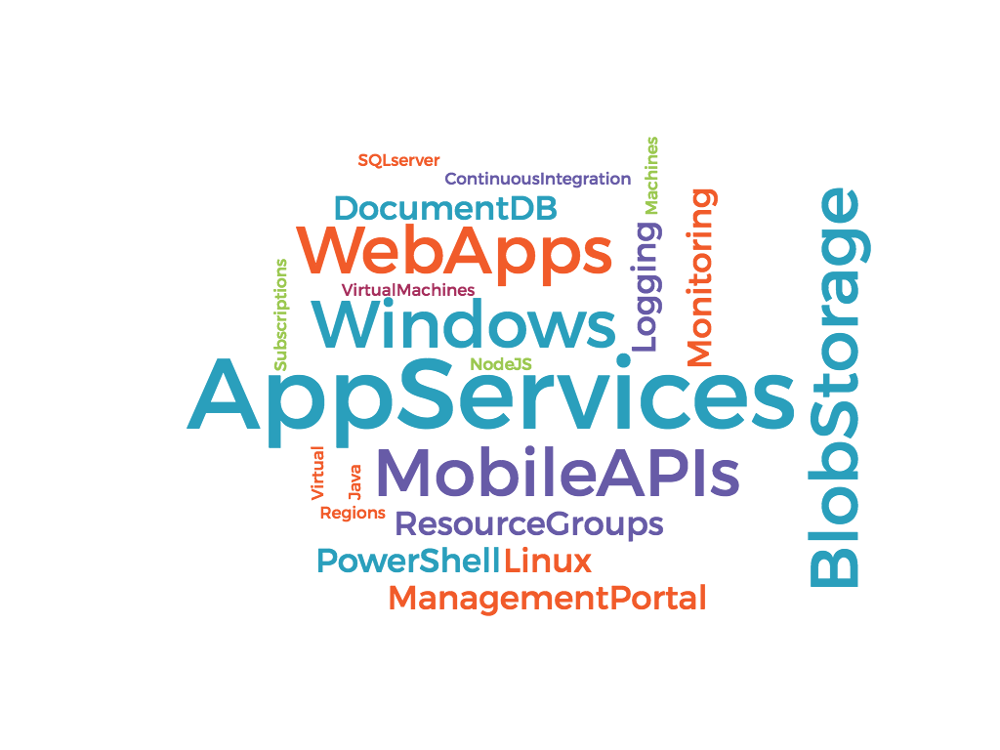 SQLserver
ContinuousIntegration
Machines
DocumentDB
WebApps
Logging
Monitoring
BlobStorage
Subscriptions
VirtualMachines
Windows
NodeJS
AppServices
Virtual
Java
MobileAPIs
Regions
ResourceGroups
PowerShell
Linux
ManagementPortal